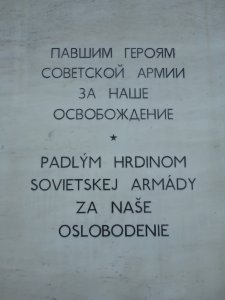 ПАВШИМ ГЕРОЯМ
СОВЕТСКОЙ АРМИИ
ЗА НАШЕ
ОСВОБОЖДЕНИЕ
★
PADLÝM HRDINOM
SOVIETSKEJ ARMÁDY
ZA NAŠE
OSLOBODENIE